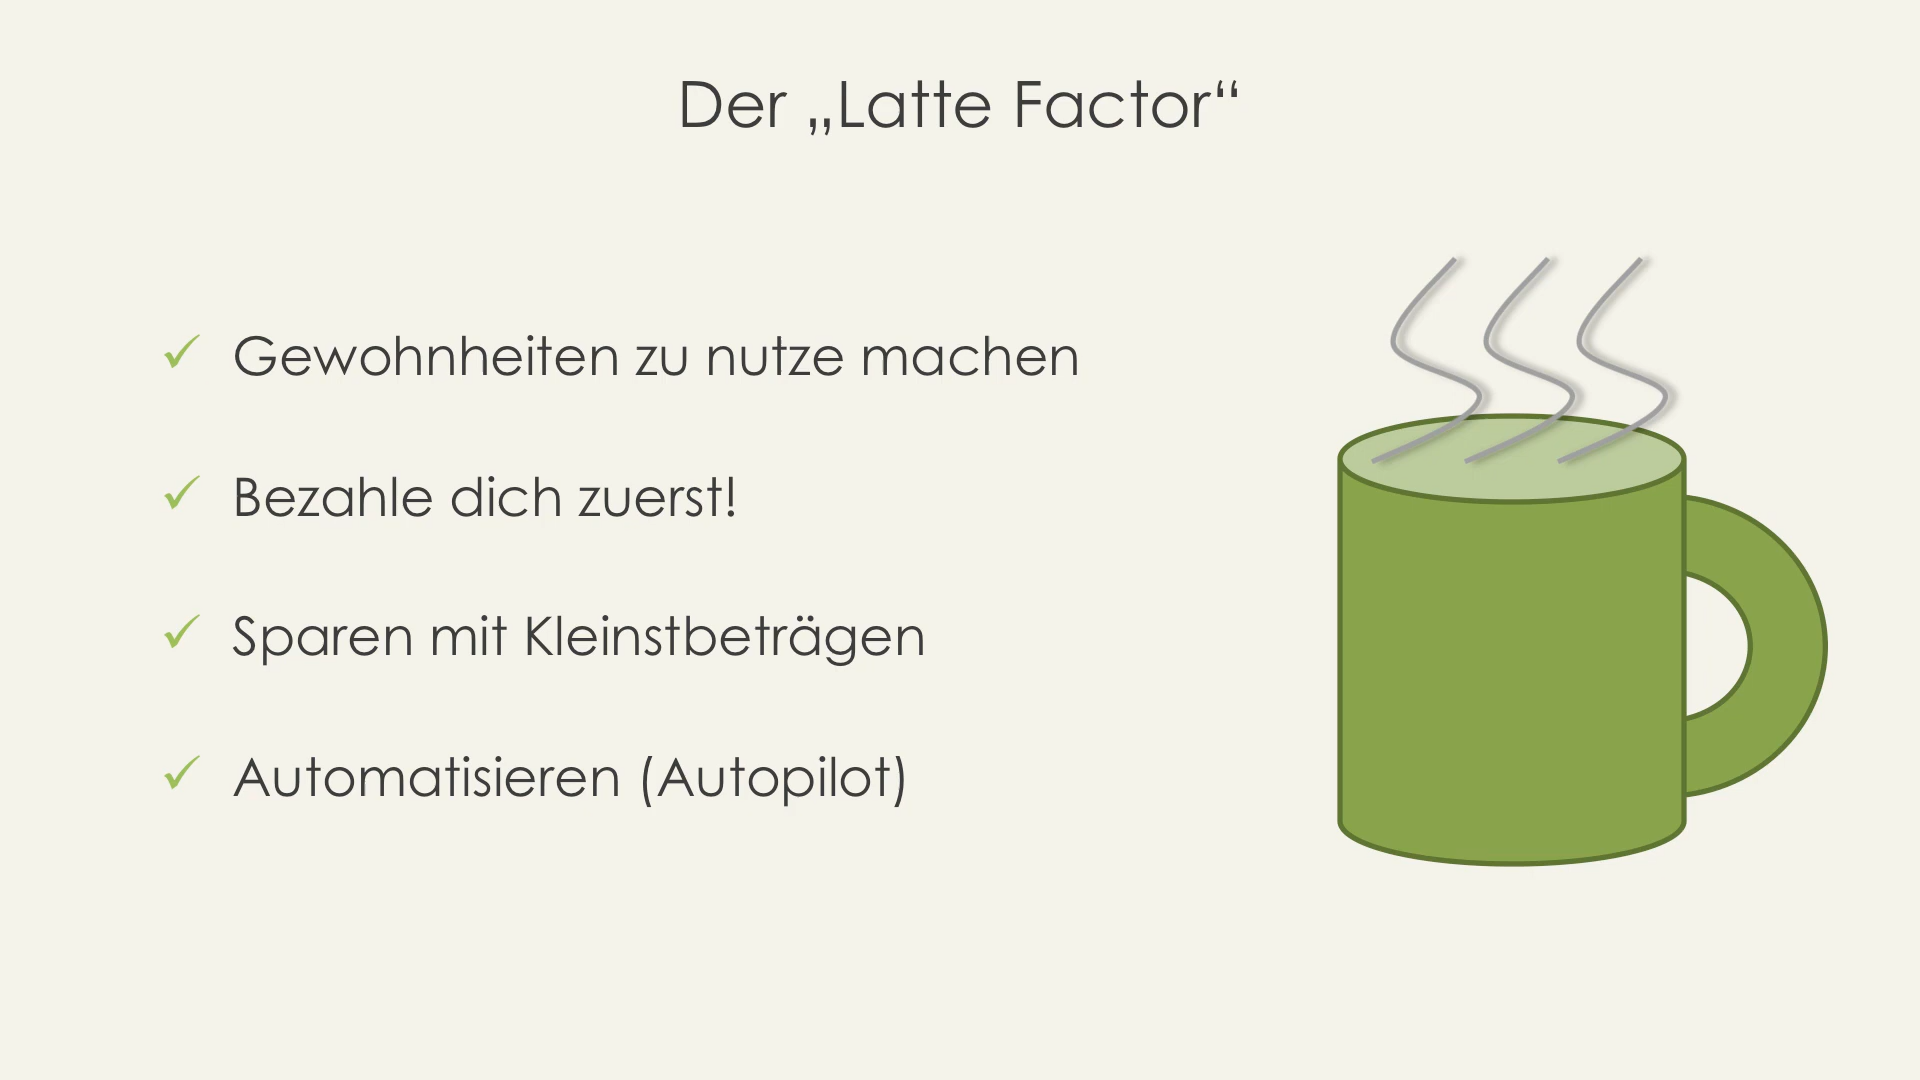 Der „Latte Factor“
✓ Gewohnheiten zu nutze machen
✓ Bezahle dich zuerst!
✓ Sparen mit Kleinstbeträgen
✓ Automatisieren (Autopilot)